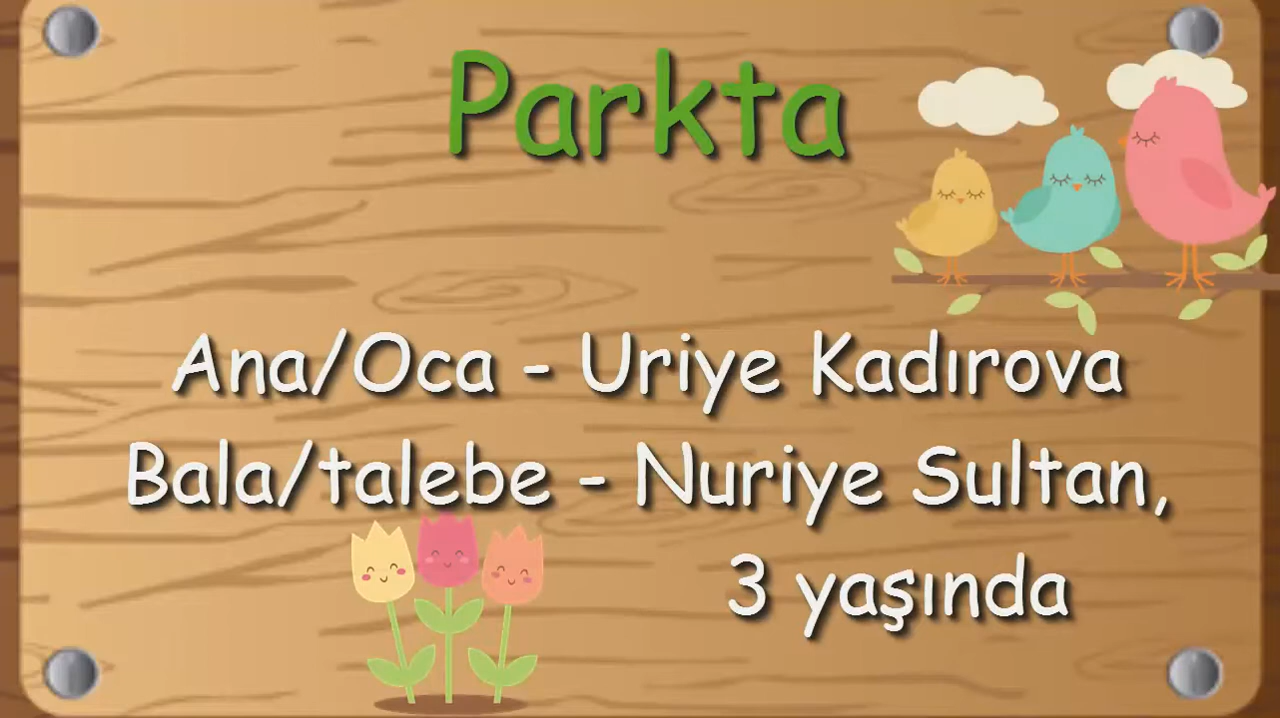 Parkta
Ana/Oca - Uriye Kadırova
Bala/talebe - Nuriye Sultan,
3 yaşında